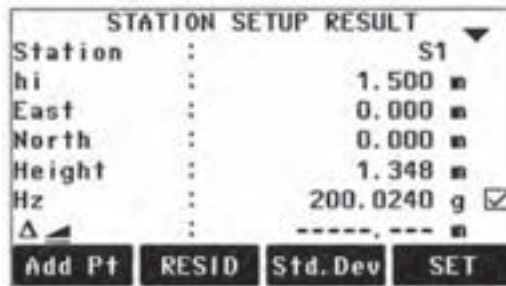 STATION SETUP RESULT
Station : S1
hi : 1.500 m
East : 0.000 m
North : 0.000 m
Height : 1.348 m
Hz : 200.0240 g
Δ : -----.--- m
Add Pt RESID Std.Dev SET